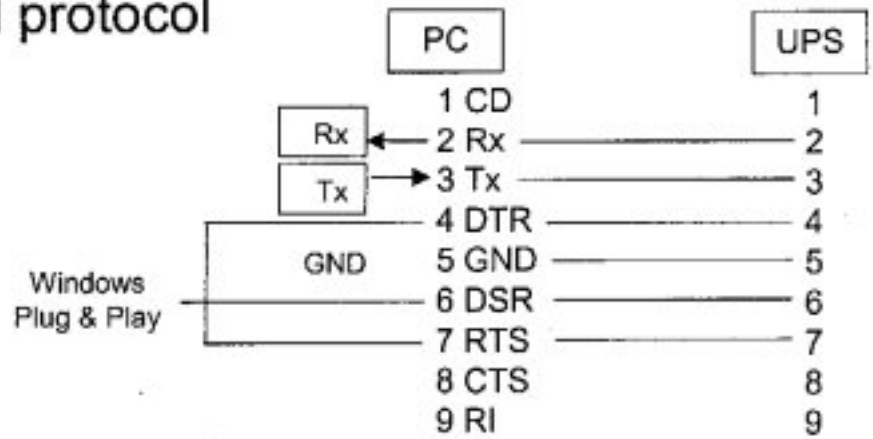 protocol
PC UPS
1 CD 1
Rx 2 Rx 2
Tx 3 Tx 3
4 DTR 4
GND 5 GND 5
Windows
Plug & Play
6 DSR 6
7 RTS 7
8 CTS 8
9 RI 9